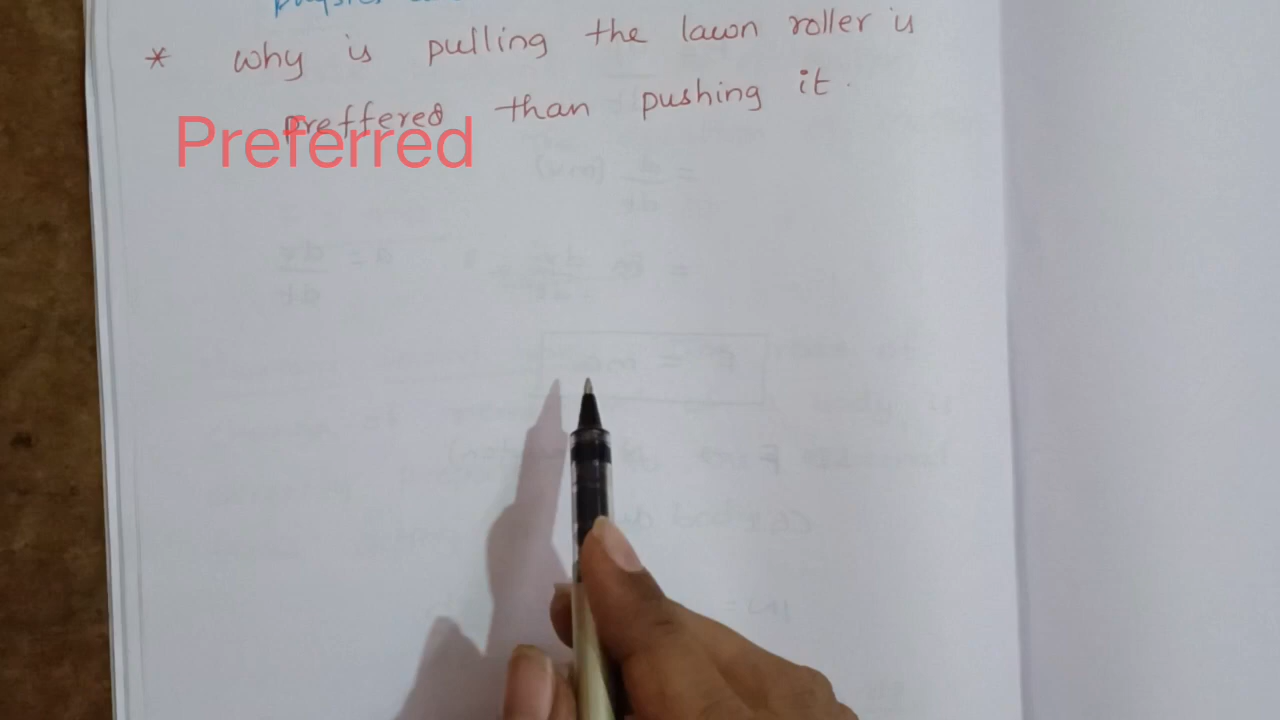 * why is pulling the lawn roller is
preffered than pushing it.
Preferred